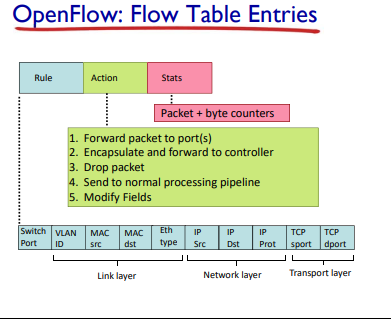 OpenFlow: Flow Table Entries
Rule Action Stats
Packet + byte counters
1. Forward packet to port(s)
2. Encapsulate and forward to controller
3. Drop packet
4. Send to normal processing pipeline
5. Modify Fields
Switch VLAN MAC MAC Eth IP IP IP TCP TCP
Port ID src dst type Src Dst Prot sport dport
Link layer Network layer Transport layer